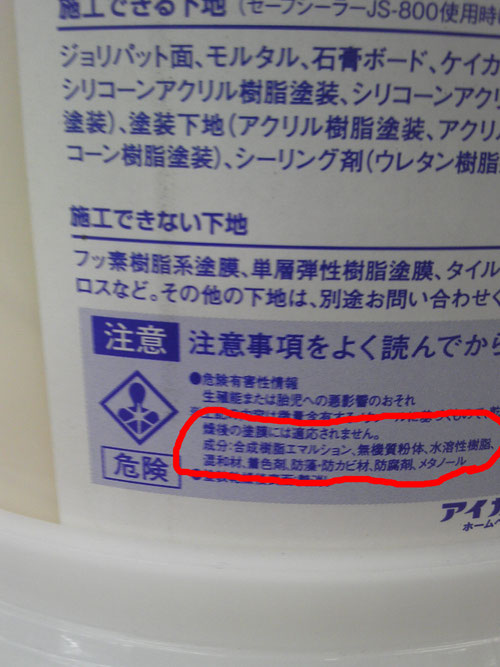 施工できる下地(セーフシーラーJS-800使用時
ジョリパット面、モルタル、石膏ボード、ケイカ
シリコーンアクリル樹脂塗装、シリコーンアク
塗装)、塗装下地(アクリル樹脂塗装、アクリ
コーン樹脂塗装)、シーリング剤(ウレタン樹脂
施工できない下地
フッ素樹脂系塗膜、単層弾性樹脂塗膜、タイル
ロスなど。その他の下地は、別途お問い合わせく
注意 注意事項をよく読んでから
●危険有害性情報
生殖能または胎児への悪影響のおそれ
燥後の塗膜には適応されません。
成分:合成樹脂エマルション、無機質粉体、水溶性樹脂、
混和材、着色剤、防藻・防カビ材、防腐剤、メタノール
危険
アイカ
ホームペ